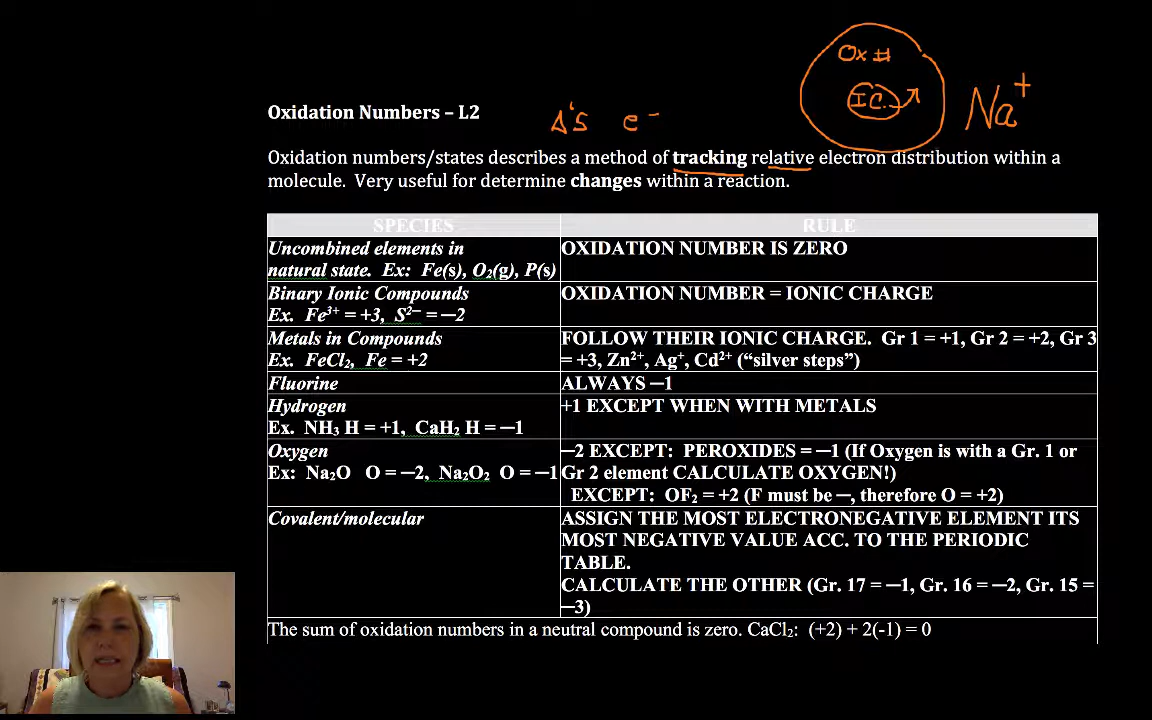 Ox #
I.C.
Na+
Oxidation Numbers – L2
Δ's e –
Oxidation numbers/states describes a method of tracking relative electron distribution within a
molecule. Very useful for determine changes within a reaction.
SPECIES RULE
Uncombined elements in OXIDATION NUMBER IS ZERO
natural state. Ex: Fe(s), O₂(g), P(s)
Binary Ionic Compounds OXIDATION NUMBER = IONIC CHARGE
Ex. Fe³⁺ = +3, S²⁻ = –2
Metals in Compounds FOLLOW THEIR IONIC CHARGE. Gr 1 = +1, Gr 2 = +2, Gr 3
Ex. FeCl₂, Fe = +2 = +3, Zn²⁺, Ag⁺, Cd²⁺ (“silver steps”)
Fluorine ALWAYS –1
Hydrogen +1 EXCEPT WHEN WITH METALS
Ex. NH₃ H = +1, CaH₂ H = –1
Oxygen –2 EXCEPT: PEROXIDES = –1 (If Oxygen is with a Gr. 1 or
Ex: Na₂O O = –2, Na₂O₂ O = –1 Gr 2 element CALCULATE OXYGEN!)
EXCEPT: OF₂ = +2 (F must be –, therefore O = +2)
Covalent/molecular ASSIGN THE MOST ELECTRONEGATIVE ELEMENT ITS
MOST NEGATIVE VALUE ACC. TO THE PERIODIC
TABLE.
CALCULATE THE OTHER (Gr. 17 = –1, Gr. 16 = –2, Gr. 15 =
–3)
The sum of oxidation numbers in a neutral compound is zero. CaCl₂: (+2) + 2(-1) = 0